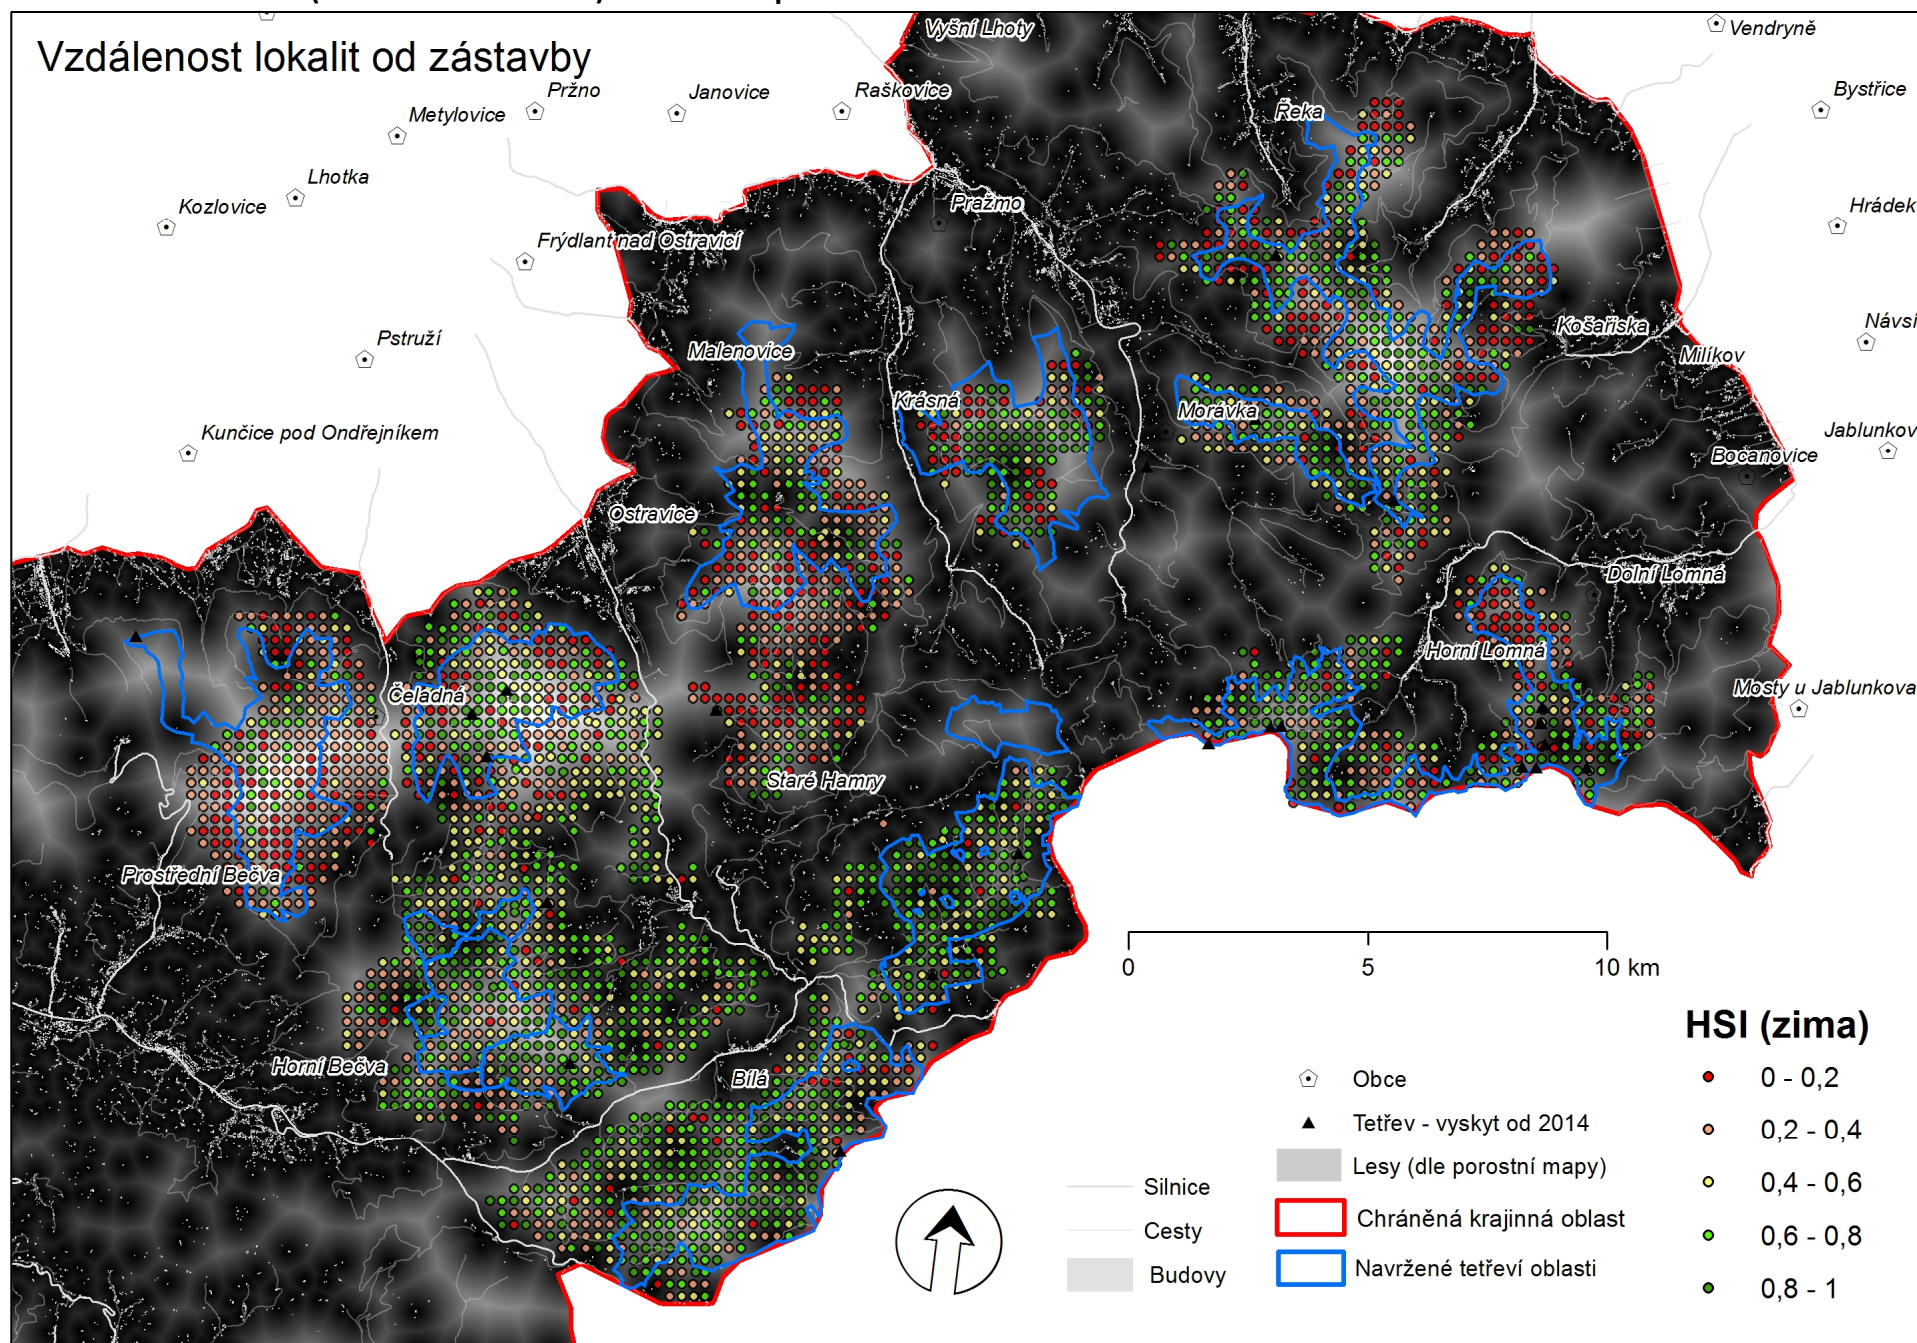 Vzdálenost lokalit od zástavby
Vyšní Lhoty
Vendryně
Pržno
Janovice
Raškovice
Bystřice
Metylovice
Řeka
Lhotka
Kozlovice
Pražmo
Hrádek
Frýdlant nad Ostravicí
Návsí
Košařiska
Pstruží
Malenovice
Milíkov
Krásná
Morávka
Kunčice pod Ondřejníkem
Jablunkov
Bocanovice
Ostravice
Dolní Lomná
Horní Lomná
Čeladná
Mosty u Jablunkova
Staré Hamry
Prostřední Bečva
Horní Bečva
Bílá
0 5 10 km
HSI (zima)
0 - 0,2
0,2 - 0,4
0,4 - 0,6
0,6 - 0,8
0,8 - 1
Obce
Tetřev - vyskyt od 2014
Lesy (dle porostní mapy)
Chráněná krajinná oblast
Navržené tetřeví oblasti
Silnice
Cesty
Budovy